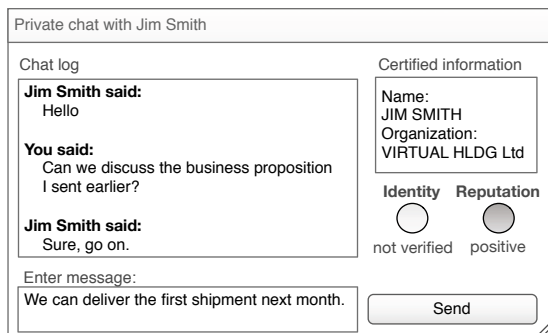 Private chat with Jim Smith
Chat log
Jim Smith said:
Hello
You said:
Can we discuss the business proposition
I sent earlier?
Jim Smith said:
Sure, go on.
Certified information
Name:
JIM SMITH
Organization:
VIRTUAL HLDG Ltd
Identity Reputation
not verified positive
Enter message:
We can deliver the first shipment next month.
Send